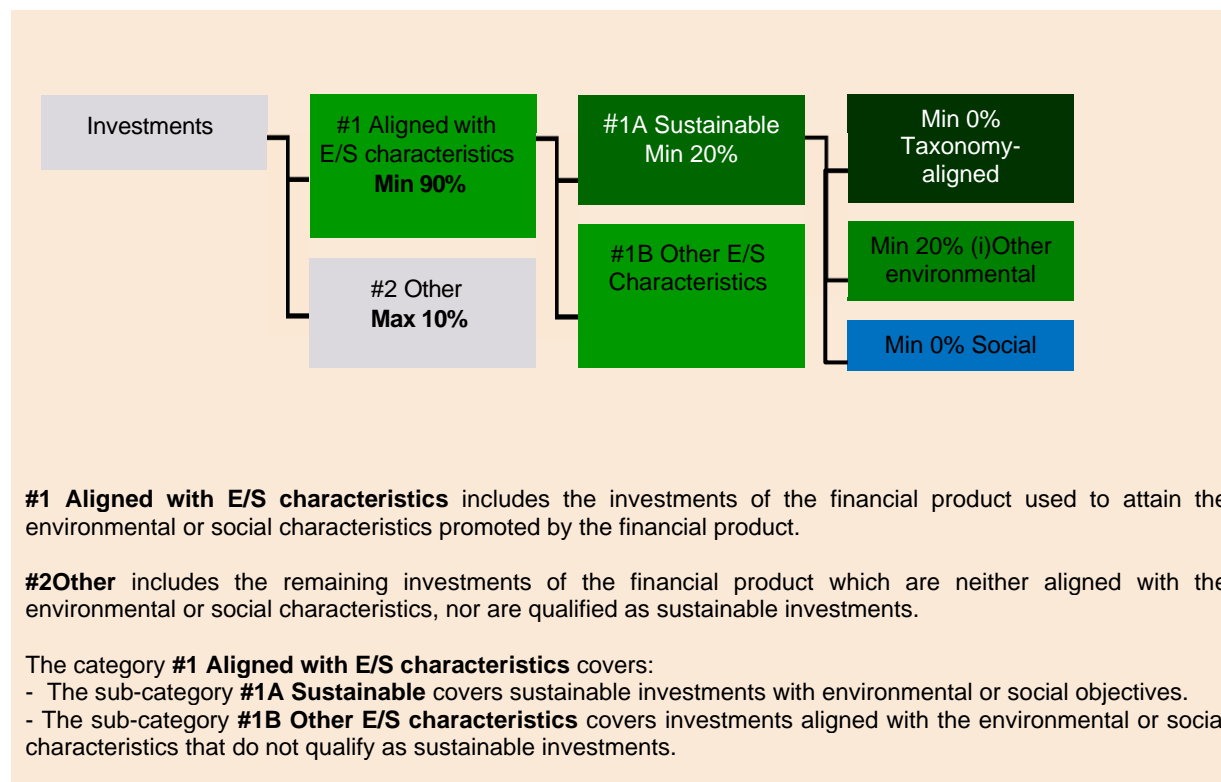 Investments
#1 Aligned with
E/S characteristics
Min 90%
#2 Other
Max 10%
#1A Sustainable
Min 20%
#1B Other E/S
Characteristics
Min 0%
Taxonomy-
aligned
Min 20% (i)Other
environmental
Min 0% Social
#1 Aligned with E/S characteristics includes the investments of the financial product used to attain the
environmental or social characteristics promoted by the financial product.
#2Other includes the remaining investments of the financial product which are neither aligned with the
environmental or social characteristics, nor are qualified as sustainable investments.
The category #1 Aligned with E/S characteristics covers:
- The sub-category #1A Sustainable covers sustainable investments with environmental or social objectives.
- The sub-category #1B Other E/S characteristics covers investments aligned with the environmental or social
characteristics that do not qualify as sustainable investments.